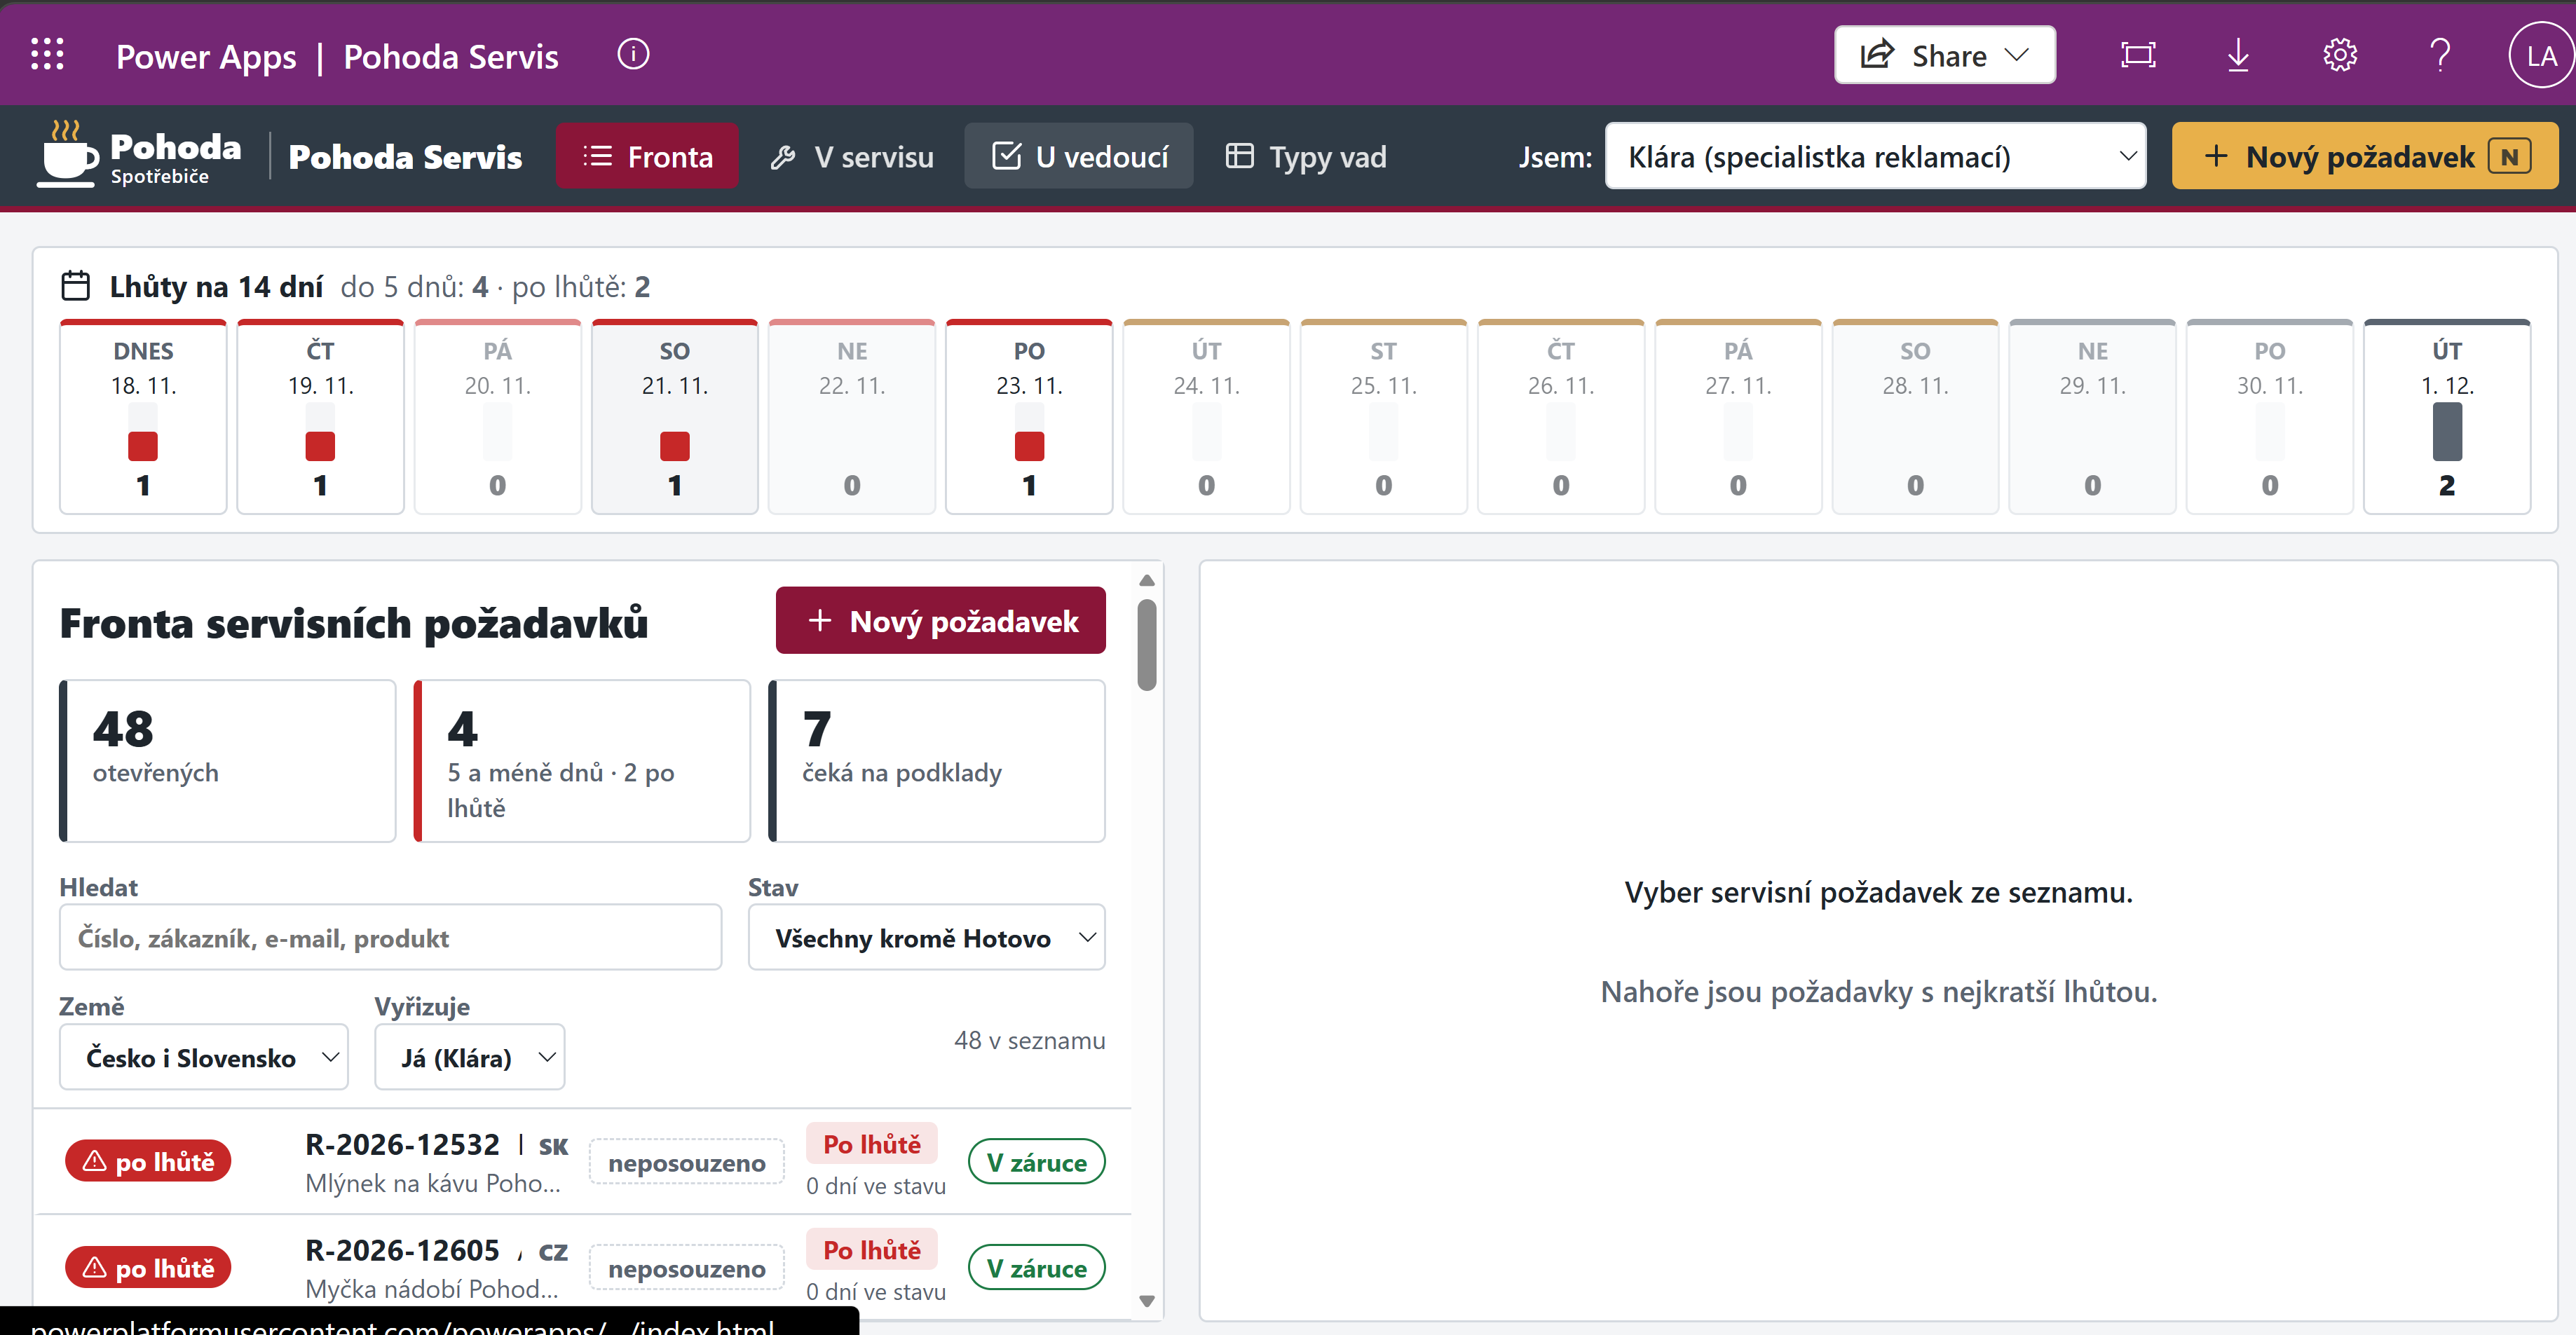 Power Apps | Pohoda Servis
Share
LA
Pohoda
Spotřebiče
Pohoda Servis
Fronta
V servisu
U vedoucí
Typy vad
Jsem:
Klára (specialistka reklamací)
Nový požadavek N
Lhůty na 14 dní do 5 dnů: 4 · po lhůtě: 2
DNES
18. 11.
1
ČT
19. 11.
1
PÁ
20. 11.
0
SO
21. 11.
1
NE
22. 11.
0
PO
23. 11.
1
ÚT
24. 11.
0
ST
25. 11.
0
ČT
26. 11.
0
PÁ
27. 11.
0
SO
28. 11.
0
NE
29. 11.
0
PO
30. 11.
0
ÚT
1. 12.
2
Fronta servisních požadavků
Nový požadavek
48
otevřených
4
5 a méně dnů · 2 po
lhůtě
7
čeká na podklady
Hledat
Číslo, zákazník, e-mail, produkt
Stav
Všechny kromě Hotovo
Země
Česko i Slovensko
Vyřizuje
Já (Klára)
48 v seznamu
po lhůtě
R-2026-12532
SK
Mlýnek na kávu Poho...
neposouzeno
Po lhůtě
0 dní ve stavu
V záruce
po lhůtě
R-2026-12605
CZ
Myčka nádobí Pohod...
neposouzeno
Po lhůtě
0 dní ve stavu
V záruce
Vyber servisní požadavek ze seznamu.
Nahoře jsou požadavky s nejkratší lhůtou.
powerplatformusercontent.com/powerapps/.../index.html